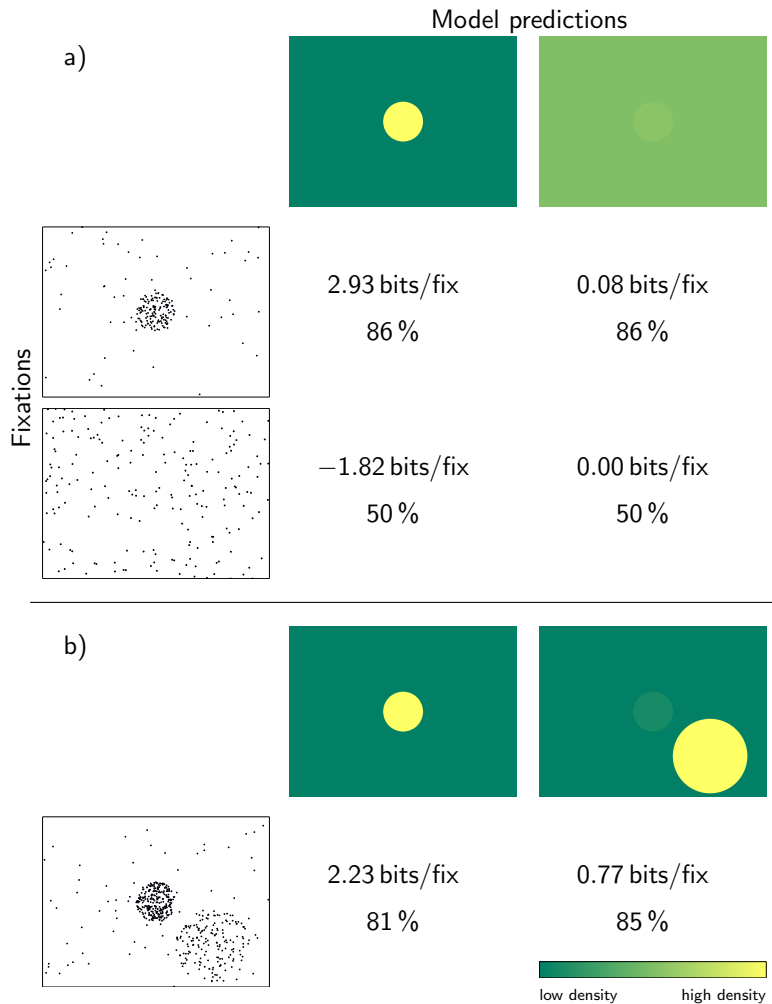 Model predictions
a)
Fixations
2.93 bits/fix
0.08 bits/fix
86 %
86 %
−1.82 bits/fix
0.00 bits/fix
50 %
50 %
b)
2.23 bits/fix
0.77 bits/fix
81 %
85 %
low density
high density